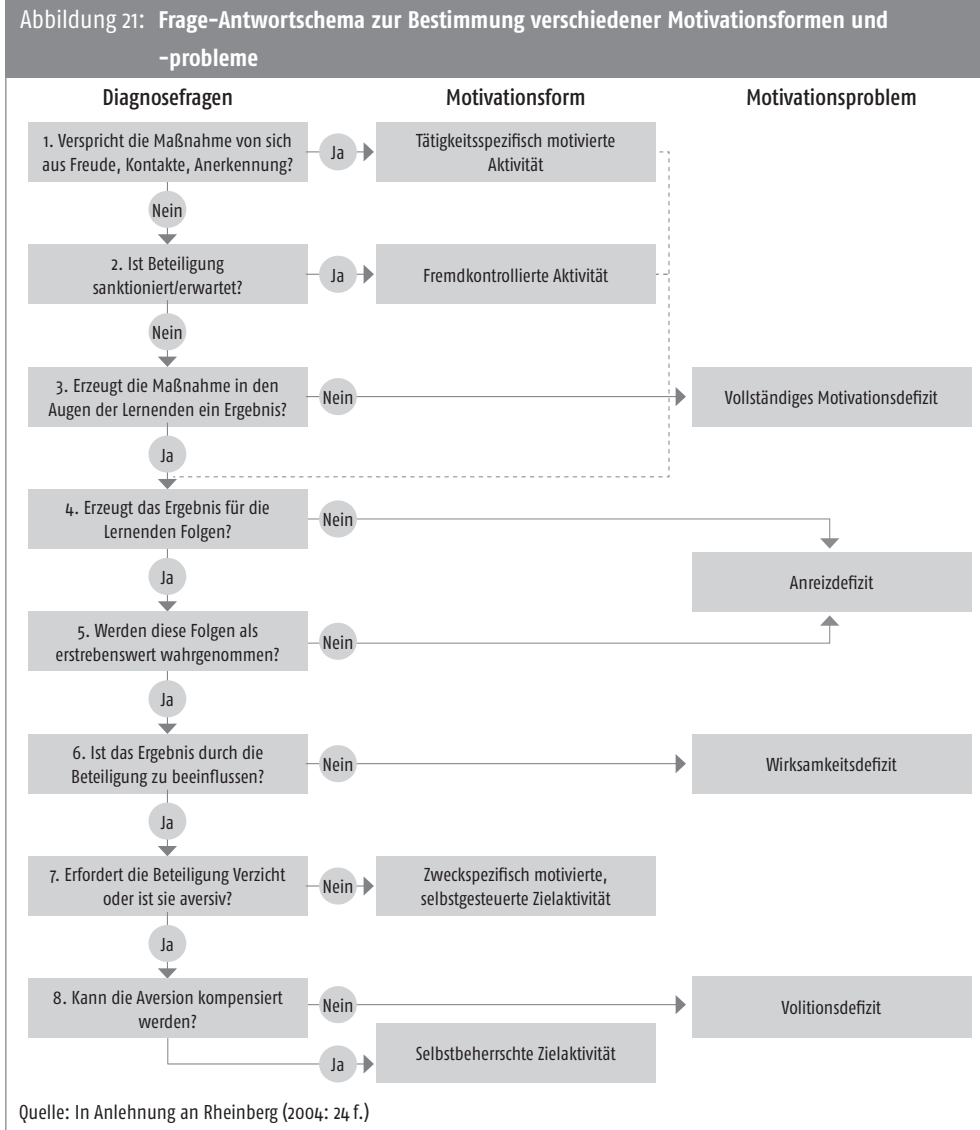 Abbildung 21: Frage-Antwortschema zur Bestimmung verschiedener Motivationsformen und
-probleme
Diagnosefragen
Motivationsform
Motivationsproblem
1. Verspricht die Maßnahme von sich
aus Freude, Kontakte, Anerkennung?
Ja
Tätigkeitsspezifisch motivierte
Aktivität
Nein
2. Ist Beteiligung
sanktioniert/erwartet?
Ja
Fremdkontrollierte Aktivität
Nein
3. Erzeugt die Maßnahme in den
Augen der Lernenden ein Ergebnis?
Nein
Vollständiges Motivationsdefizit
Ja
4. Erzeugt das Ergebnis für die
Lernenden Folgen?
Nein
Anreizdefizit
Ja
5. Werden diese Folgen als
erstrebenswert wahrgenommen?
Nein
Ja
6. Ist das Ergebnis durch die
Beteiligung zu beeinflussen?
Nein
Wirksamkeitsdefizit
Ja
7. Erfordert die Beteiligung Verzicht
oder ist sie aversiv?
Nein
Zweckspezifisch motivierte,
selbstgesteuerte Zielaktivität
Ja
8. Kann die Aversion kompensiert
werden?
Nein
Volitionsdefizit
Ja
Selbstbeherrschte Zielaktivität
Quelle: In Anlehnung an Rheinberg (2004: 24 f.)